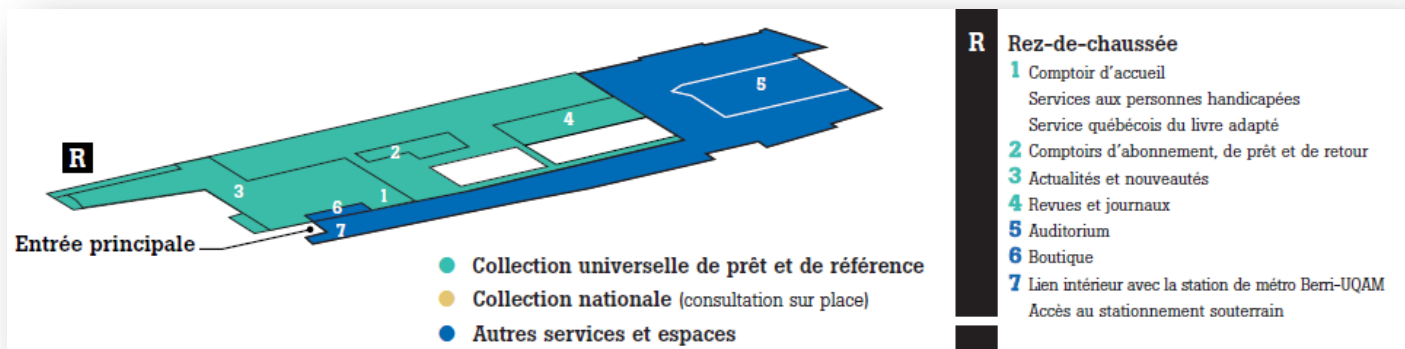 R
1
2
3
4
5
6
7
Entrée principale
Collection universelle de prêt et de référence
Collection nationale (consultation sur place)
Autres services et espaces
R Rez-de-chaussée
1 Comptoir d'accueil
Services aux personnes handicapées
Service québécois du livre adapté
2 Comptoirs d'abonnement, de prêt et de retour
3 Actualités et nouveautés
4 Revues et journaux
5 Auditorium
6 Boutique
7 Lien intérieur avec la station de métro Berri-UQAM
Accès au stationnement souterrain